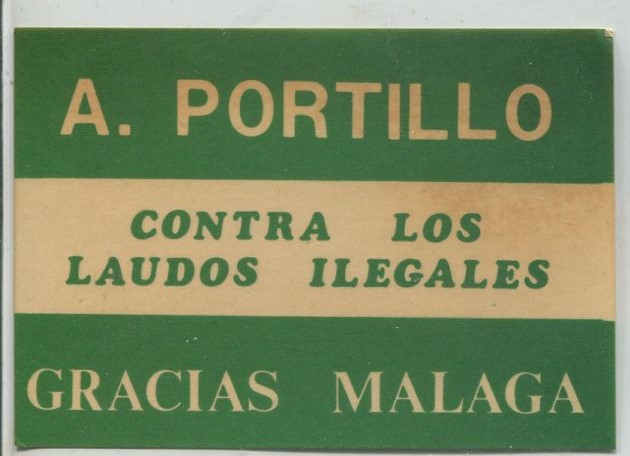 A. PORTILLO
CONTRA LOS
LAUDOS ILEGALES
GRACIAS MALAGA